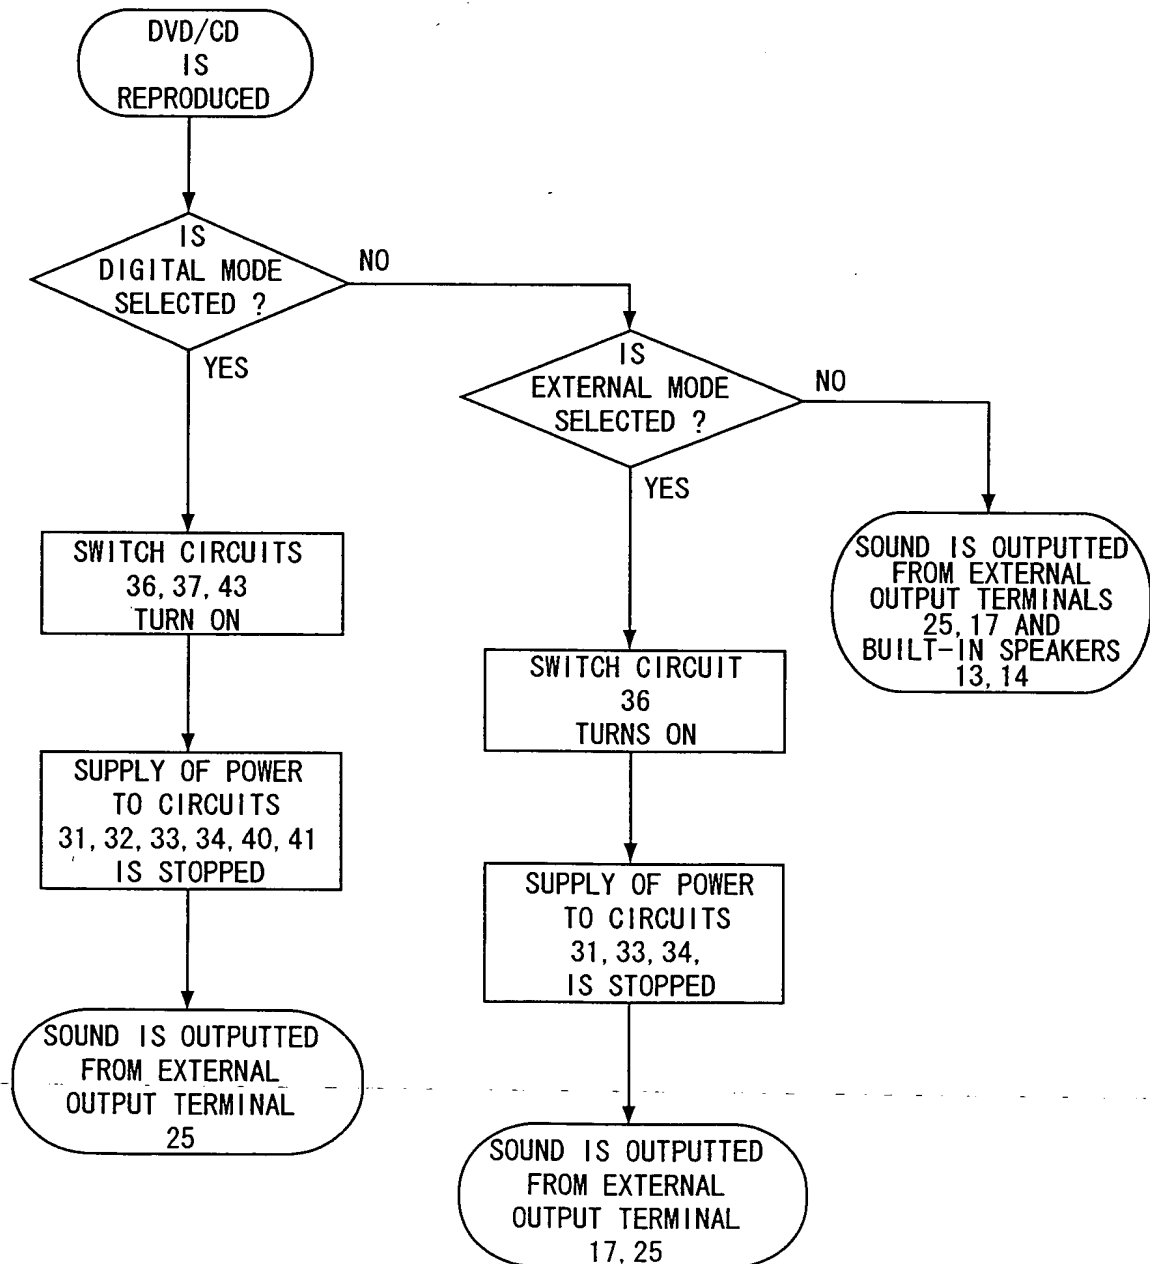 DVD/CD
IS
REPRODUCED
IS
DIGITAL MODE
SELECTED ?
NO
YES
IS
EXTERNAL MODE
SELECTED ?
NO
YES
SWITCH CIRCUITS
36, 37, 43
TURN ON
SUPPLY OF POWER
TO CIRCUITS
31, 32, 33, 34, 40, 41
IS STOPPED
SOUND IS OUTPUTTED
FROM EXTERNAL
OUTPUT TERMINAL
25
SWITCH CIRCUIT
36
TURNS ON
SUPPLY OF POWER
TO CIRCUITS
31, 33, 34,
IS STOPPED
SOUND IS OUTPUTTED
FROM EXTERNAL
OUTPUT TERMINAL
17, 25
SOUND IS OUTPUTTED
FROM EXTERNAL
OUTPUT TERMINALS
25, 17 AND
BUILT-IN SPEAKERS
13, 14